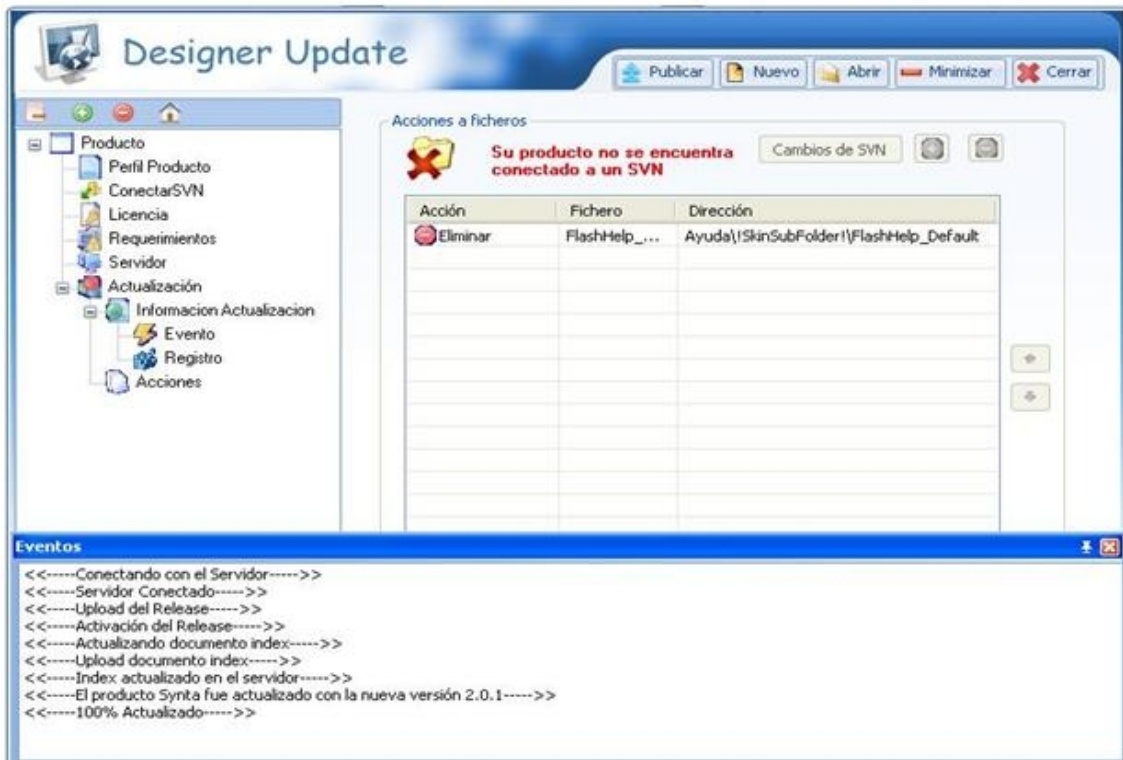 Designer Update
Publicar Nuevo Abrir Minimizar Cerrar
Producto
Perfil Producto
ConectarSVN
Licencia
Requerimientos
Servidor
Actualización
Informacion Actualizacion
Evento
Registro
Acciones
Acciones a ficheros
Su producto no se encuentra
conectado a un SVN
Cambios de SVN
Acción Fichero Dirección
Eliminar FlashHelp_... Ayuda\!SkinSubFolder!\FlashHelp_Default
Eventos
<<-----Conectando con el Servidor----->>
<<-----Servidor Conectado----->>
<<-----Upload del Release----->>
<<-----Activación del Release----->>
<<-----Actualizando documento index----->>
<<-----Upload documento index----->>
<<-----Index actualizado en el servidor----->>
<<-----El producto Synta fue actualizado con la nueva versión 2.0.1----->>
<<-----100% Actualizado----->>